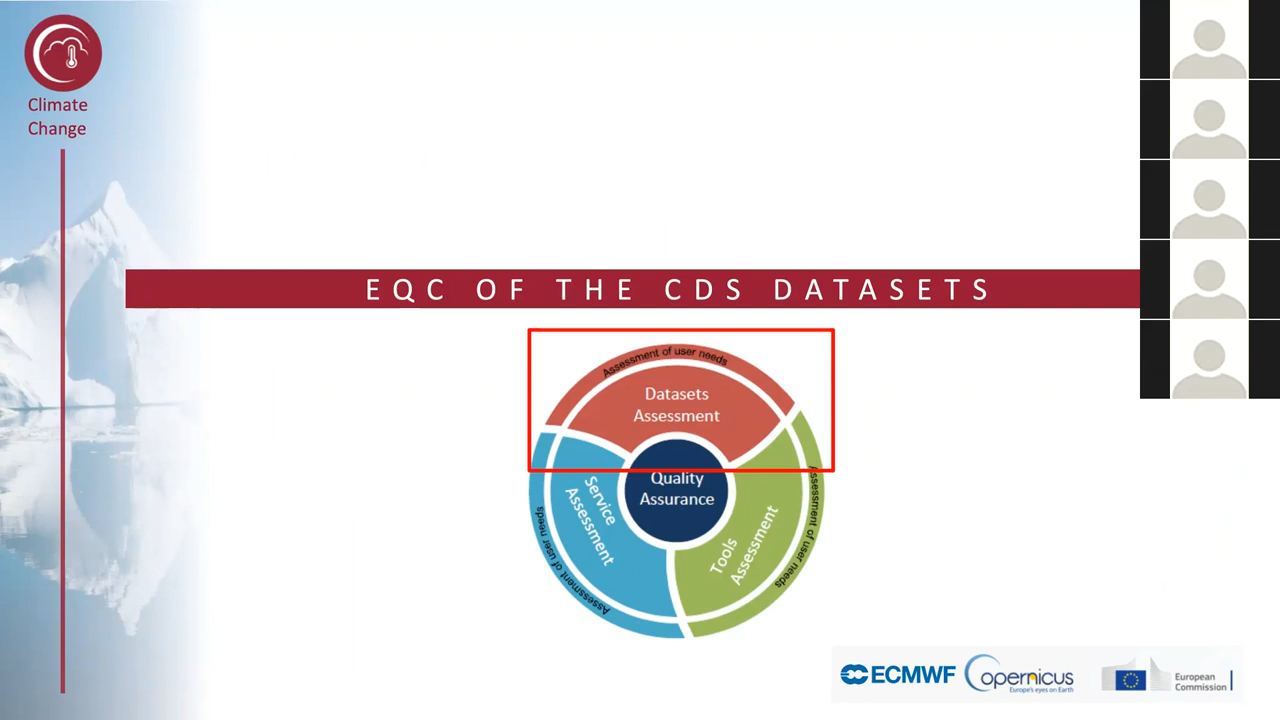 Climate
Change
EQC OF THE CDS DATASETS
Assessment of user needs
Datasets
Assessment
Quality
Assurance
Service
Assessment
Assessment of user needs
Tools
Assessment
Assessment of user needs
ECMWF
Copernicus
Europe's eyes on Earth
European
Commission